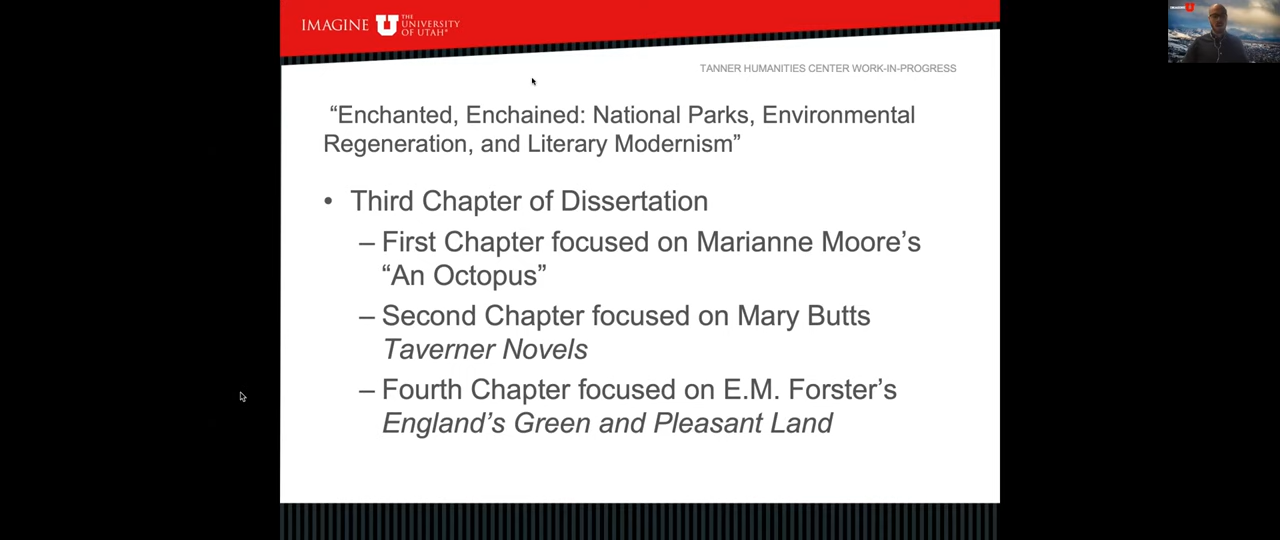 IMAGINE
THE
UNIVERSITY
OF UTAH®
TANNER HUMANITIES CENTER WORK-IN-PROGRESS
“Enchanted, Enchained: National Parks, Environmental
Regeneration, and Literary Modernism”
• Third Chapter of Dissertation
– First Chapter focused on Marianne Moore’s
“An Octopus”
– Second Chapter focused on Mary Butts
Taverner Novels
– Fourth Chapter focused on E.M. Forster’s
England’s Green and Pleasant Land
IMAGINE